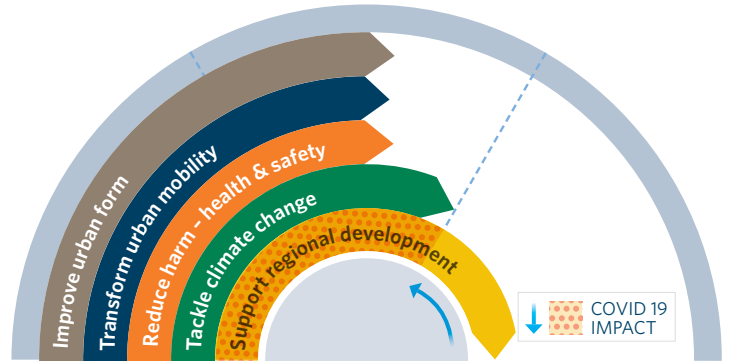 Improve urban form
Transform urban mobility
Reduce harm – health & safety
Tackle climate change
Support regional development
COVID 19
IMPACT